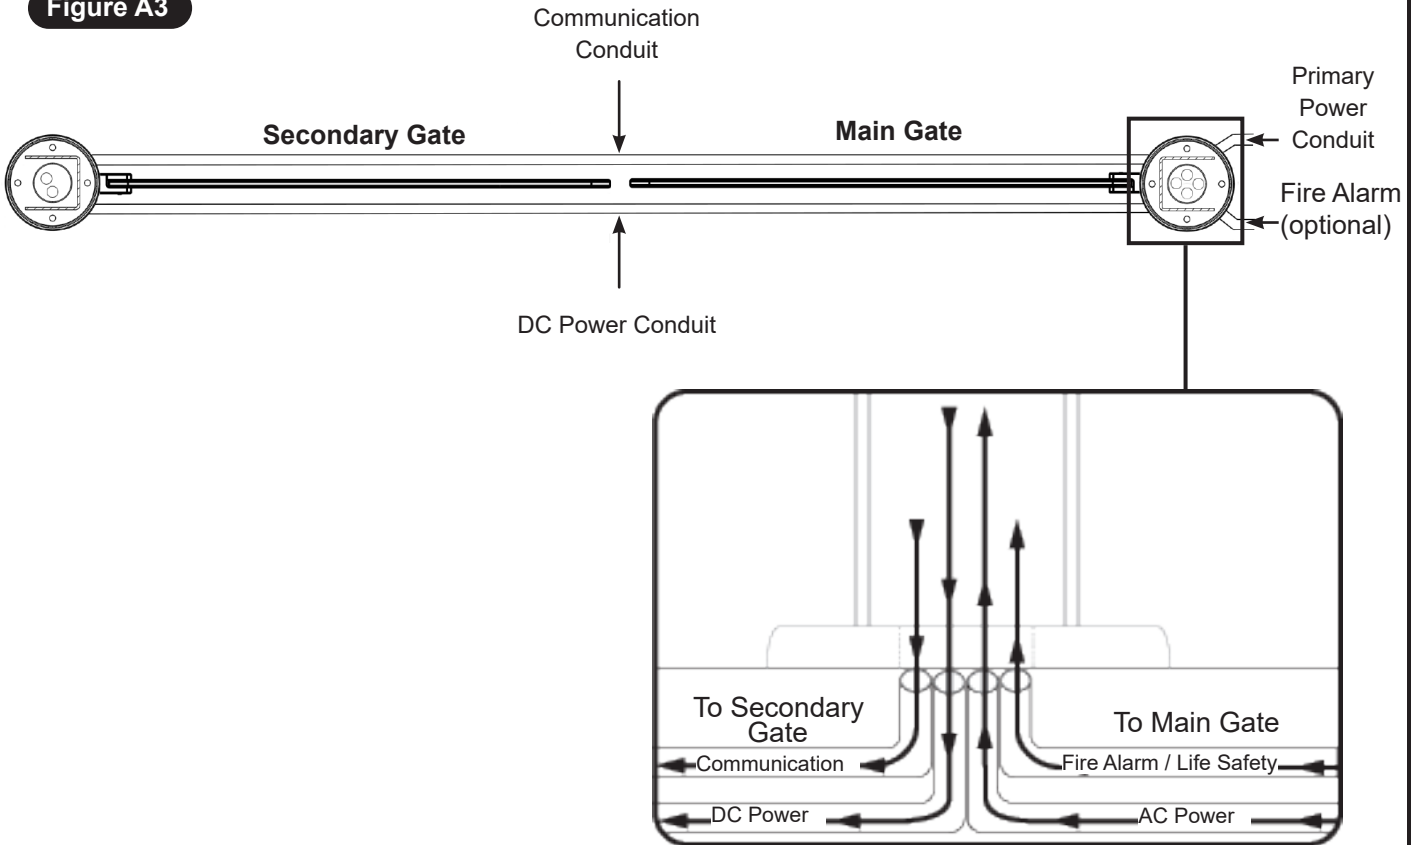 Figure A3
Communication
Conduit
Primary
Power
Conduit
Secondary Gate
Main Gate
Fire Alarm
(optional)
DC Power Conduit
To Secondary
Gate
To Main Gate
Communication
Fire Alarm / Life Safety
DC Power
AC Power